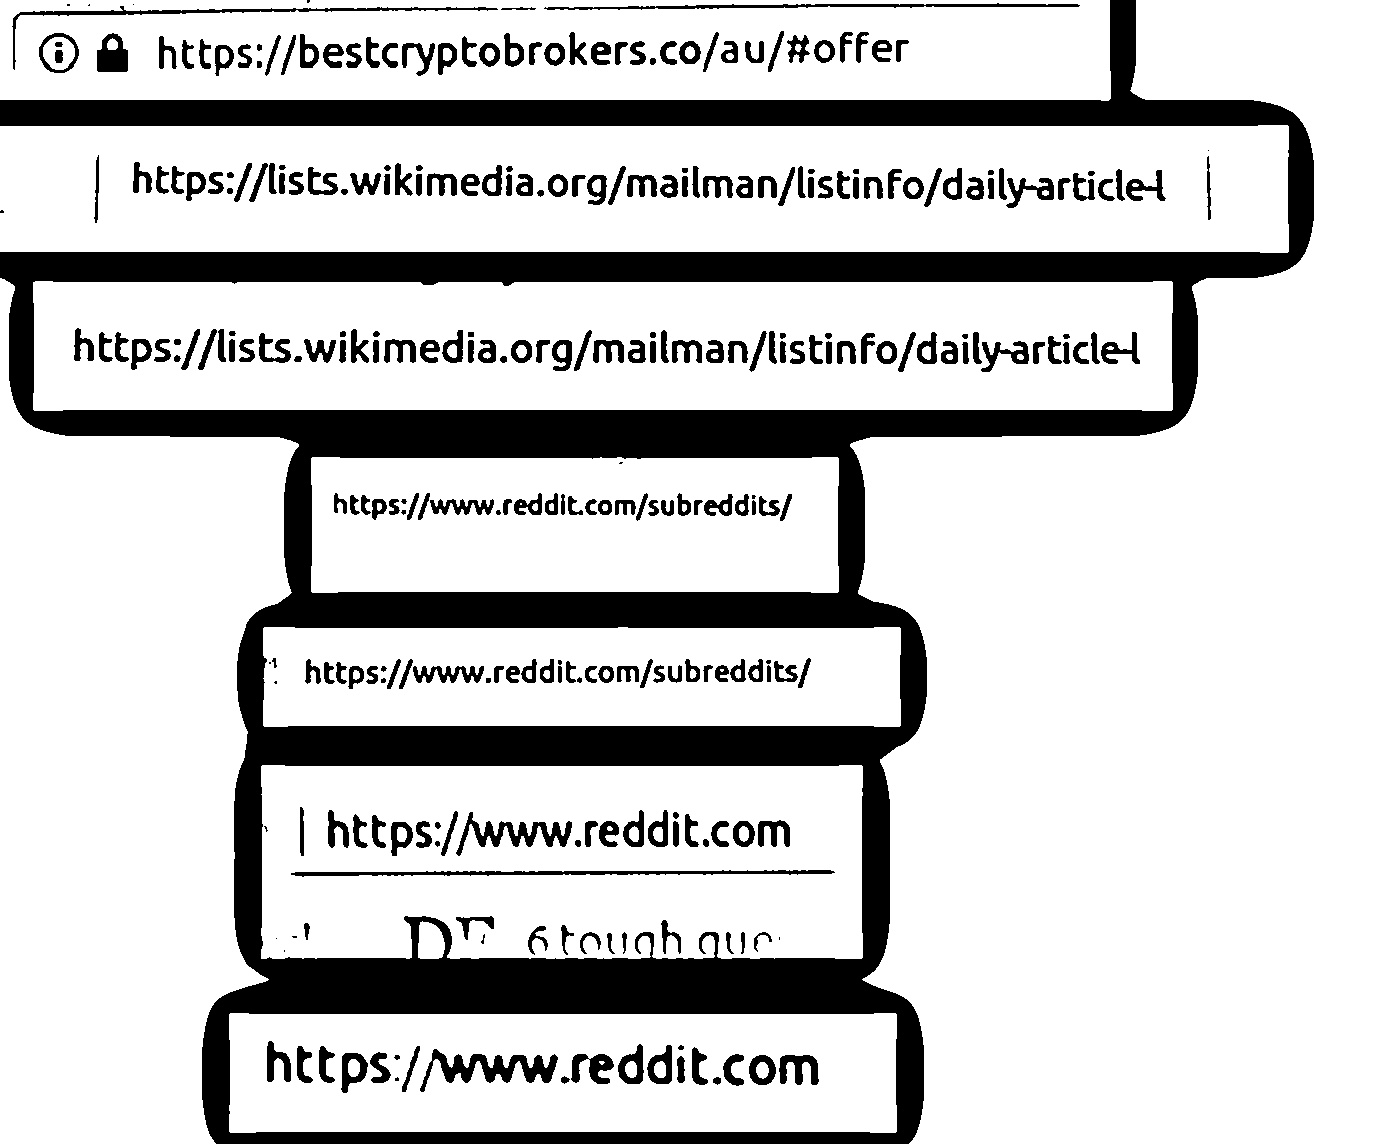 https://bestcryptobrokers.co/au/#offer
https://lists.wikimedia.org/mailman/listinfo/daily-article-l
https://lists.wikimedia.org/mailman/listinfo/daily-article-l
https://www.reddit.com/subreddits/
https://www.reddit.com/subreddits/
https://www.reddit.com
6 tough
https://www.reddit.com